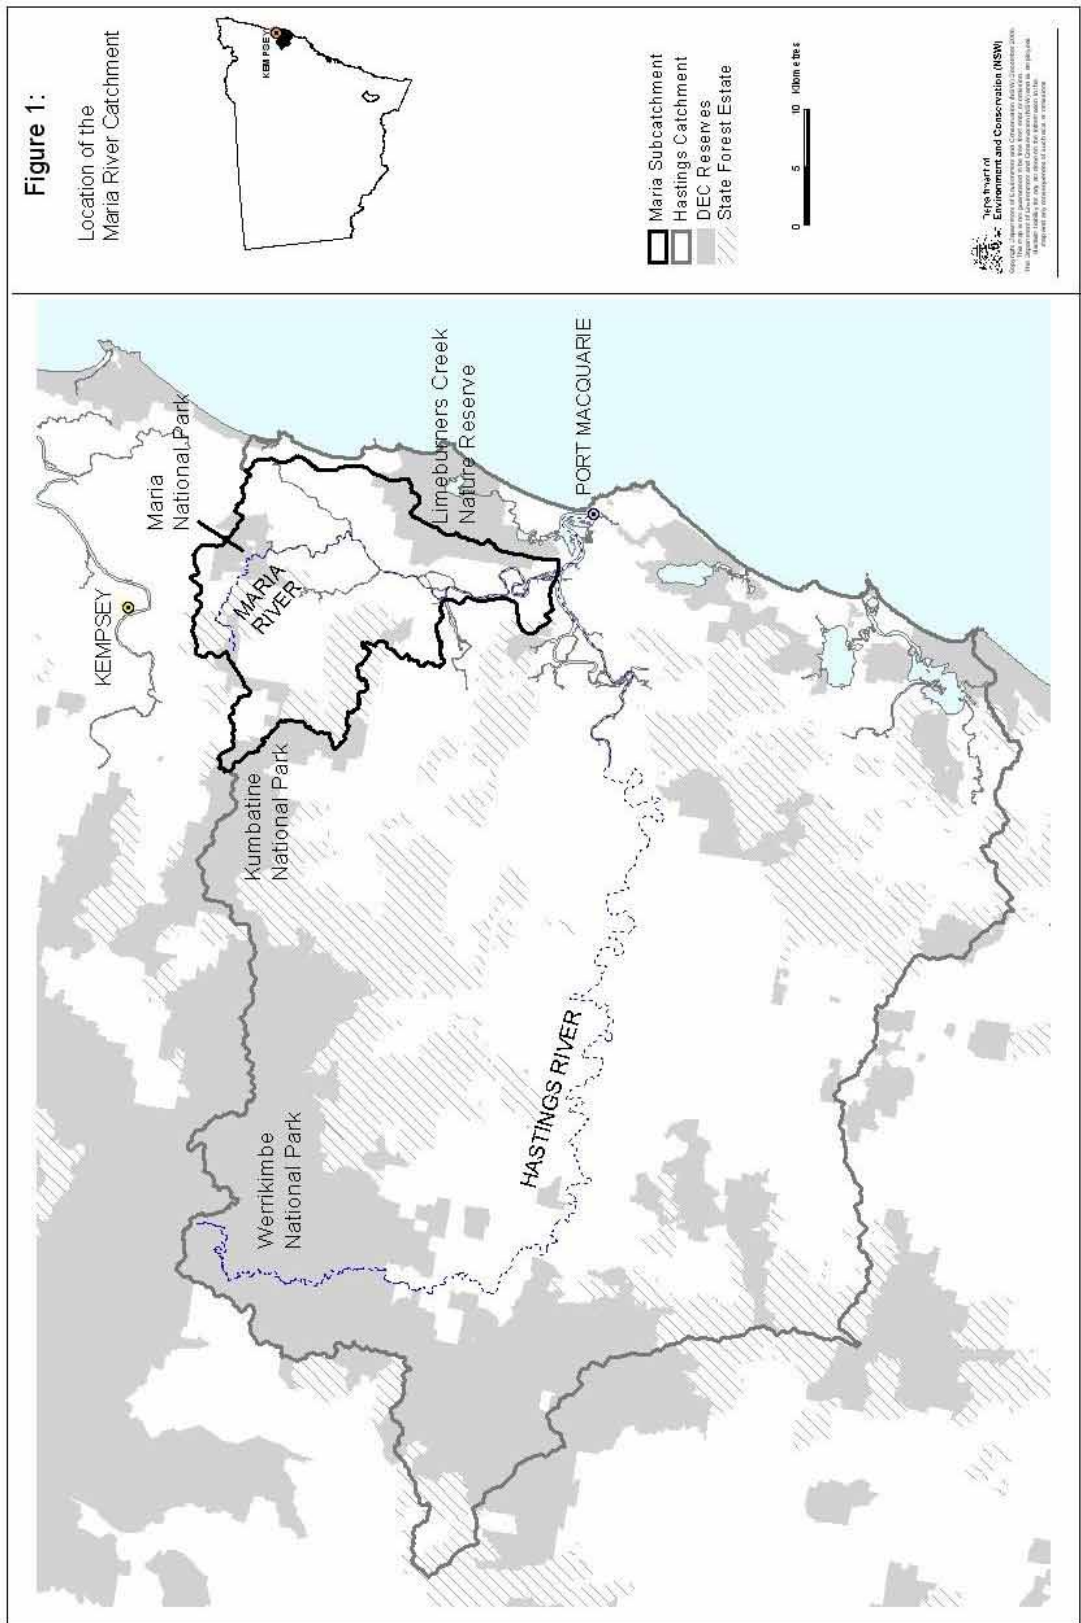 Figure 1:
Location of the
Maria River Catchment
KEMPSEY
Maria Subcatchment
Hastings Catchment
DEC Reserves
State Forest Estate
0 5 10 Kilometres
Department of
Environment and Conservation (NSW)
KEMPSEY
Maria
National Park
MARIA
RIVER
Limeburners Creek
Nature Reserve
PORT MACQUARIE
Kumbatine
National Park
Werrikimbe
National Park
HASTINGS RIVER